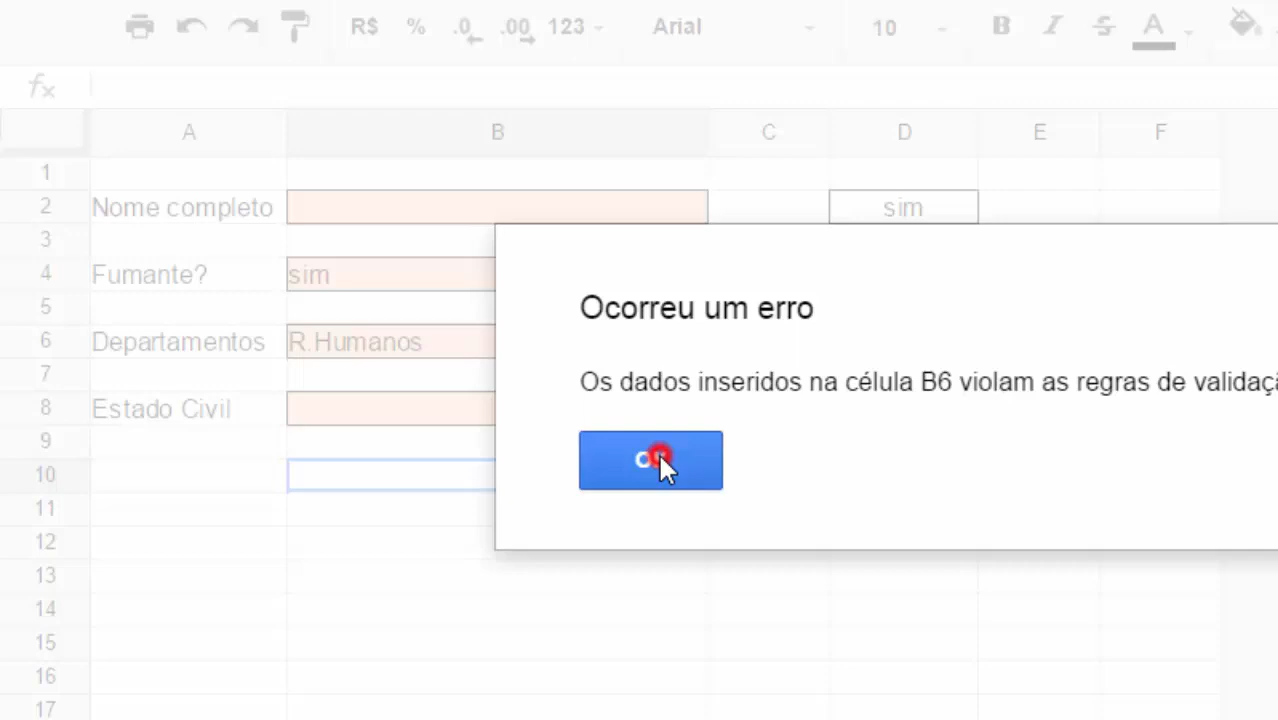 R$ % .0 .00 123 Arial 10 B I S A
fx
A B C D E F
1
2 Nome completo sim
3
4 Fumante? sim
5
6 Departamentos R.Humanos
7
8 Estado Civil
9
10
11
12
13
14
15
16
17
Ocorreu um erro
Os dados inseridos na célula B6 violam as regras de